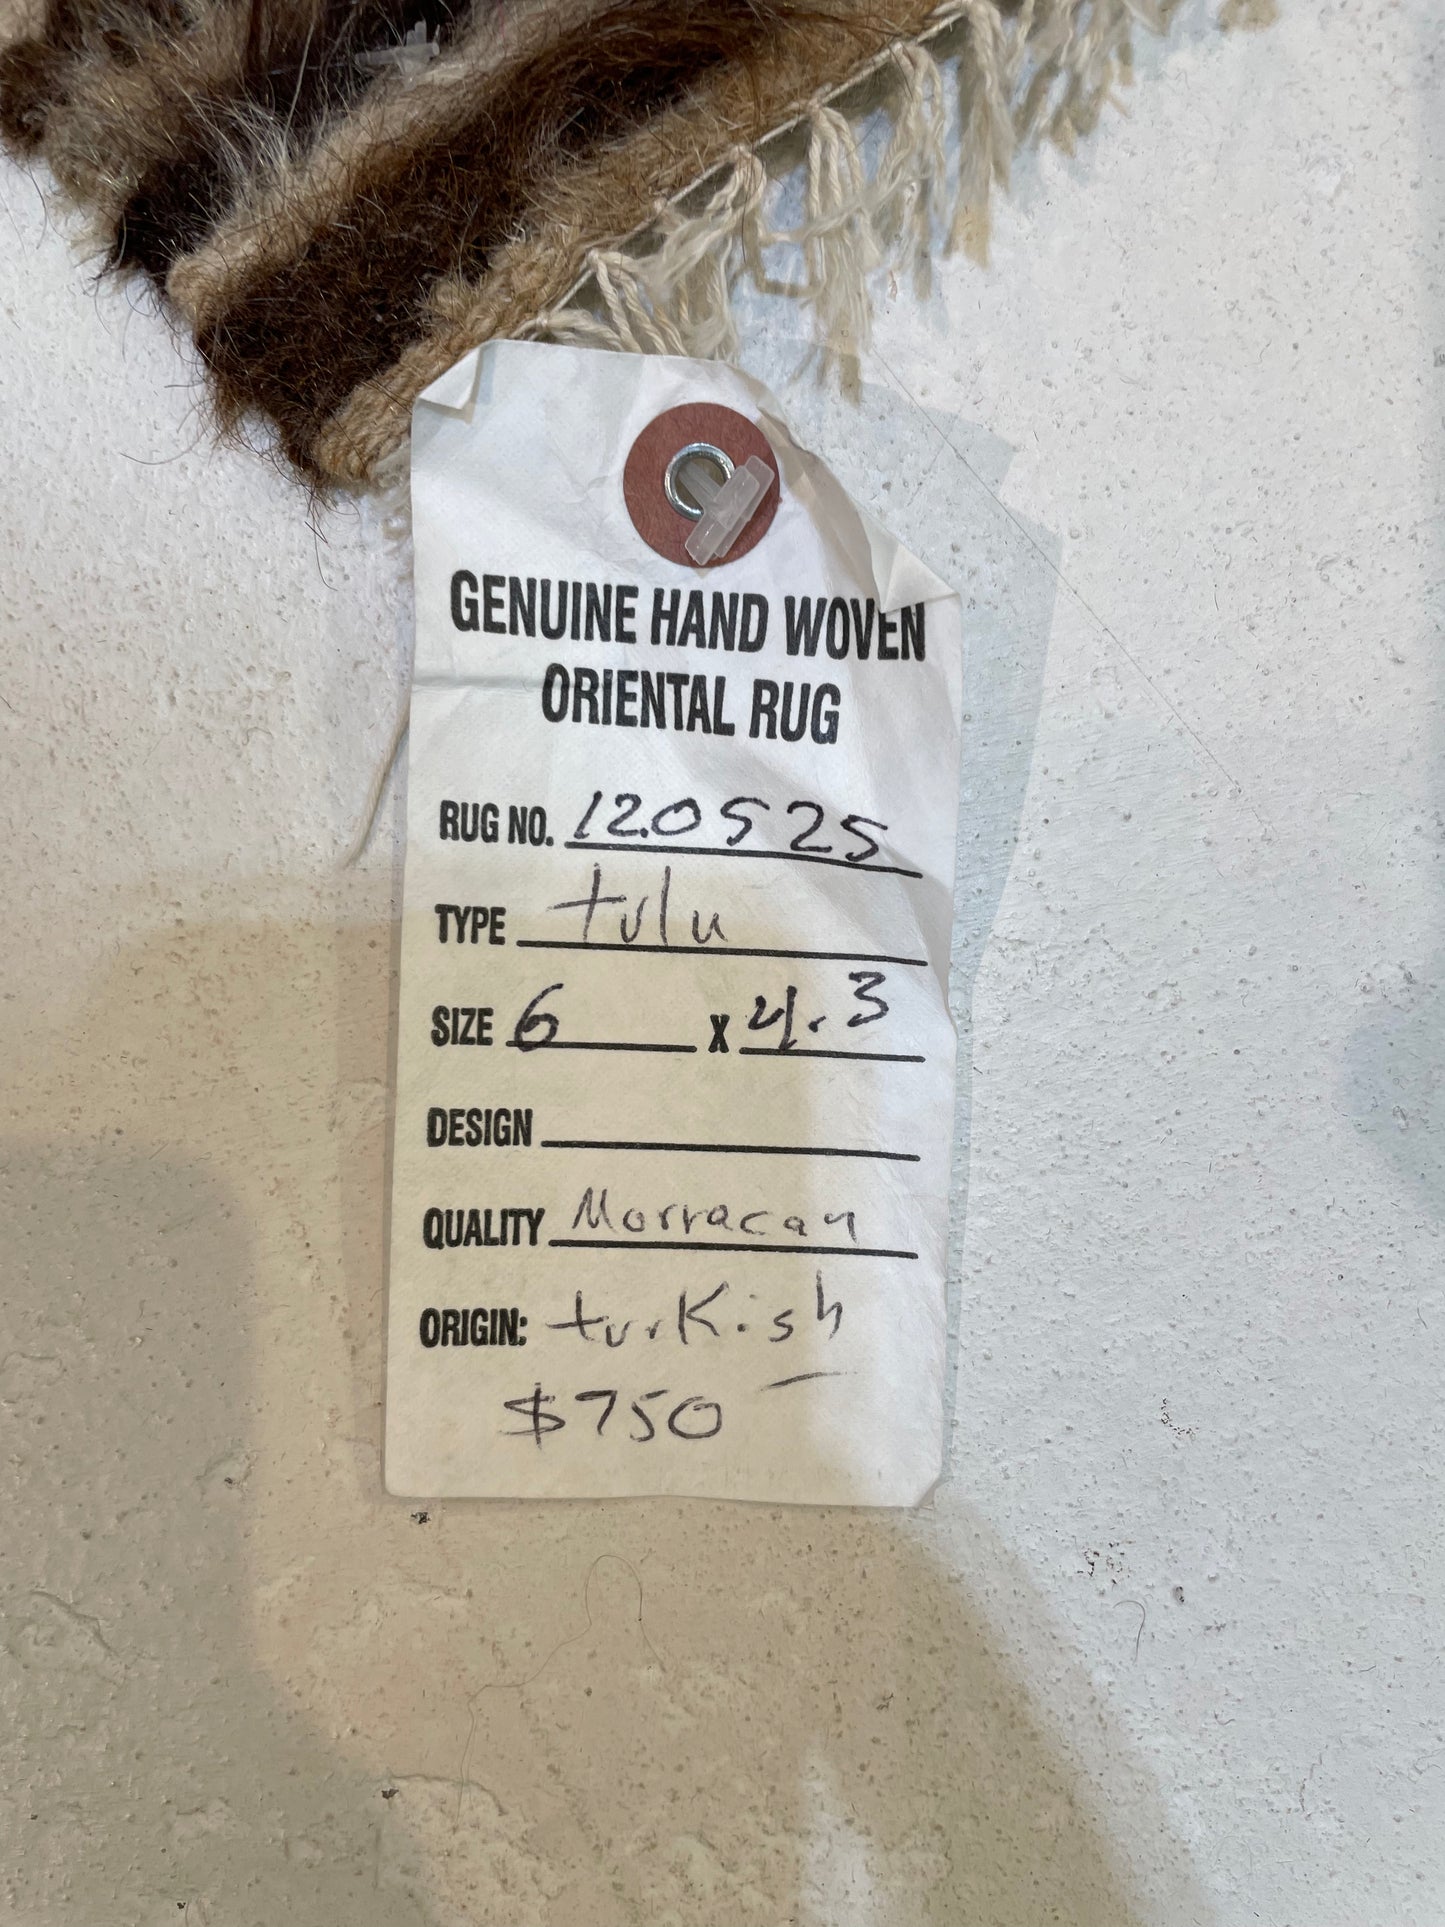 GENUINE HAND WOVEN
ORIENTAL RUG
RUG NO. 120525
TYPE tulu
SIZE 6 X 4.3
DESIGN
QUALITY Morracan
ORIGIN: turkish
$750